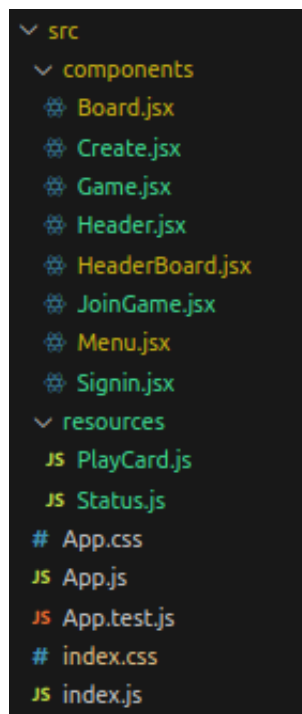 src
components
Board.jsx
Create.jsx
Game.jsx
Header.jsx
HeaderBoard.jsx
JoinGame.jsx
Menu.jsx
Signin.jsx
resources
JS PlayCard.js
JS Status.js
# App.css
JS App.js
JS App.test.js
# index.css
JS index.js